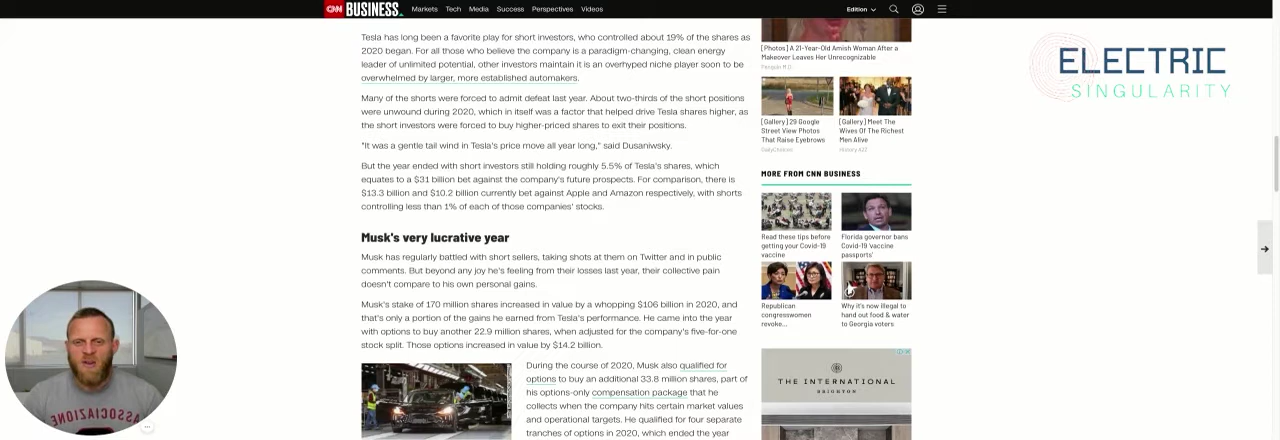 CNN BUSINESS Markets Tech Media Success Perspectives Videos Edition
Tesla has long been a favorite play for short investors, who controlled about 19% of the shares as
2020 began. For all those who believe the company is a paradigm-changing, clean energy
leader of unlimited potential, other investors maintain it is an overhyped niche player soon to be
overwhelmed by larger, more established automakers.
Many of the shorts were forced to admit defeat last year. About two-thirds of the short positions
were unwound during 2020, which in itself was a factor that helped drive Tesla shares higher, as
the short investors were forced to buy higher-priced shares to exit their positions.
"It was a gentle tail wind in Tesla's price move all year long," said Dusaniwsky.
But the year ended with short investors still holding roughly 5.5% of Tesla's shares, which
equates to a $31 billion bet against the company's future prospects. For comparison, there is
$13.3 billion and $10.2 billion currently bet against Apple and Amazon respectively, with shorts
controlling less than 1% of each of those companies' stocks.
Musk's very lucrative year
Musk has regularly battled with short sellers, taking shots at them on Twitter and in public
comments. But beyond any joy he's feeling from their losses last year, their collective pain
doesn't compare to his own personal gains.
Musk's stake of 170 million shares increased in value by a whopping $106 billion in 2020, and
that's only a portion of the gains he earned from Tesla's performance. He came into the year
with options to buy another 22.9 million shares, when adjusted for the company's five-for-one
stock split. Those options increased in value by $14.2 billion.
During the course of 2020, Musk also qualified for
options to buy an additional 33.8 million shares, part of
his options-only compensation package that he
collects when the company hits certain market values
and operational targets. He qualified for four separate
tranches of options in 2020, which ended the year
[Photos] A 21-Year-Old Amish Woman After a
Makeover Leaves Her Unrecognizable
Penguin M.D.
[Gallery] 29 Google
Street View Photos
That Raise Eyebrows
DailyChoices
[Gallery] Meet The
Wives Of The Richest
Men Alive
History A2Z
MORE FROM CNN BUSINESS
Read these tips before
getting your Covid-19
vaccine
Florida governor bans
Covid-19 'vaccine
passports'
Republican
congresswomen
revoke...
Why it's now illegal to
hand out food & water
to Georgia voters
THE INTERNATIONAL
BRIGHTON
ELECTRIC
SINGULARITY
ASSOCIAZIONE